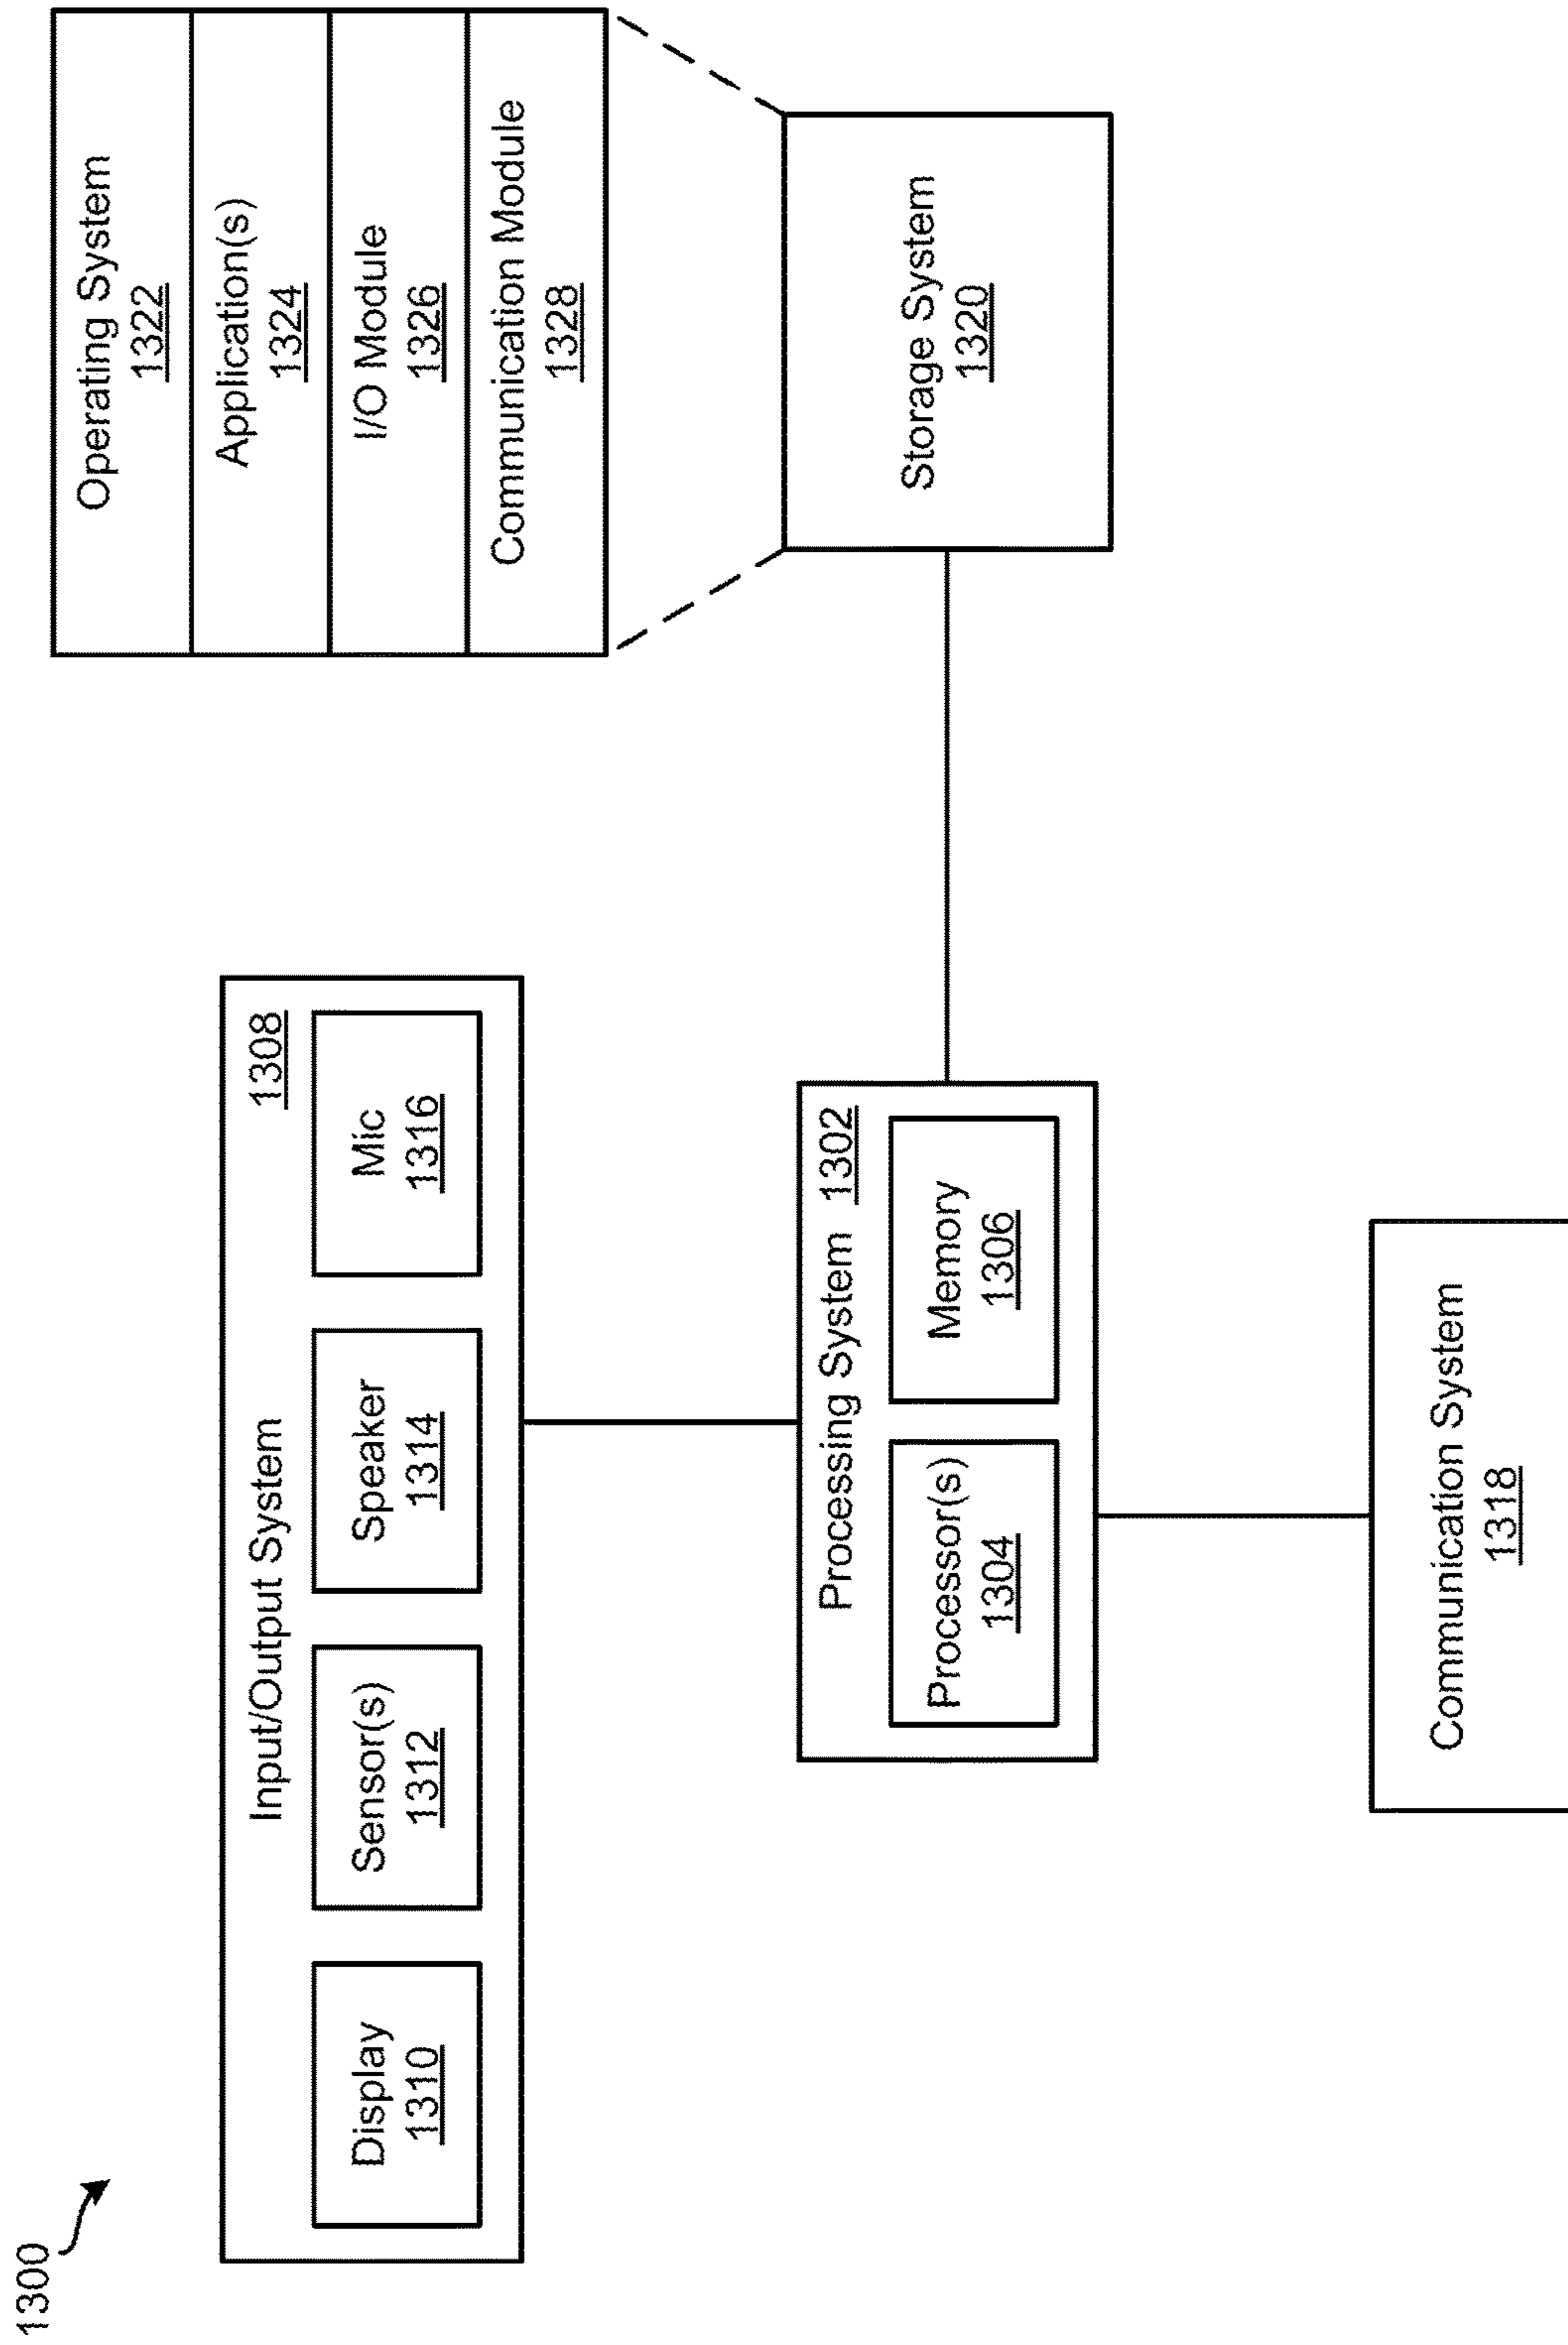 1300
Input/Output System
1308
Display
1310
Sensor(s)
1312
Speaker
1314
Mic
1316
Operating System
1322
Application(s)
1324
I/O Module
1326
Communication Module
1328
Processing System 1302
Processor(s)
1304
Memory
1306
Storage System
1320
Communication System
1318